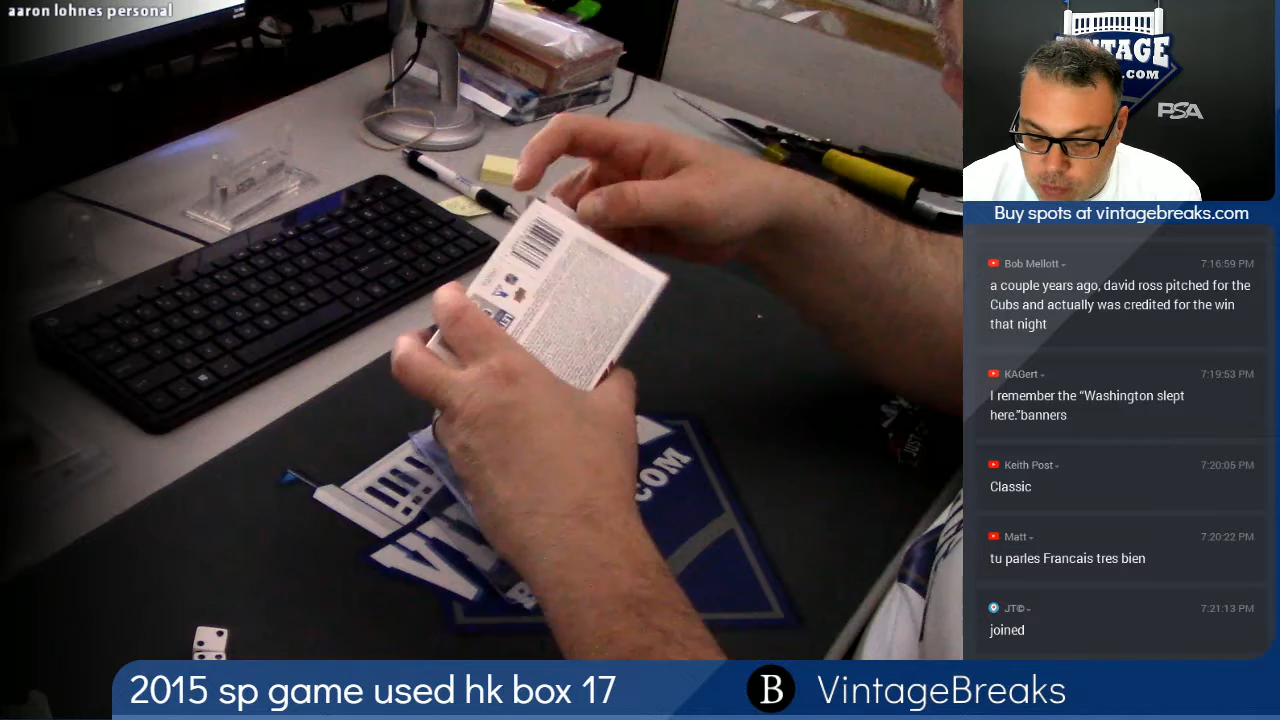 aaron lohnes personal
.COM
PSA
Buy spots at vintagebreaks.com
Bob Mellott
7:16:59 PM
a couple years ago, david ross pitched for the
Cubs and actually was credited for the win
that night
KAGert
7:19:53 PM
I remember the “Washington slept
here.”banners
Keith Post
7:20:05 PM
Classic
Matt
7:20:22 PM
tu parles Francais tres bien
JT©
7:21:13 PM
joined
COM
2015 sp game used hk box 17
B
VintageBreaks